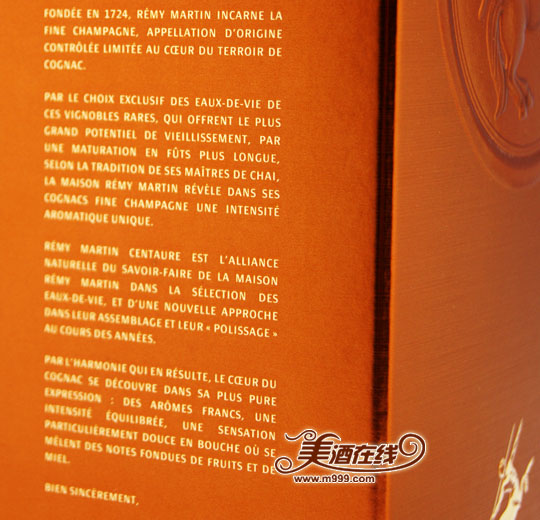 FONDÉE EN 1724, RÉMY MARTIN INCARNE LA
FINE CHAMPAGNE, APPELLATION D'ORIGINE
CONTRÔLÉE LIMITÉE AU CŒUR DU TERROIR DE
COGNAC.
PAR LE CHOIX EXCLUSIF DES EAUX-DE-VIE DE
CES VIGNOBLES RARES, QUI OFFRENT LE PLUS
GRAND POTENTIEL DE VIEILLISSEMENT, PAR
UNE MATURATION EN FÛTS PLUS LONGUE,
SELON LA TRADITION DE SES MAÎTRES DE CHAI,
LA MAISON RÉMY MARTIN RÉVÈLE DANS SES
COGNACS FINE CHAMPAGNE UNE INTENSITÉ
AROMATIQUE UNIQUE.
RÉMY MARTIN CENTAURE EST L'ALLIANCE
NATURELLE DU SAVOIR-FAIRE DE LA MAISON
RÉMY MARTIN DANS LA SÉLECTION DES
EAUX-DE-VIE, ET D'UNE NOUVELLE APPROCHE
DANS LEUR ASSEMBLAGE ET LEUR « POLISSAGE »
AU COURS DES ANNÉES.
PAR L'HARMONIE QUI EN RÉSULTE, LE CŒUR DU
COGNAC SE DÉCOUVRE DANS SA PLUS PURE
EXPRESSION : DES ARÔMES FRANCS, UNE
INTENSITÉ ÉQUILIBRÉE, UNE SENSATION
PARTICULIÈREMENT DOUCE EN BOUCHE OÙ SE
MÊLENT DES NOTES FONDUES DE FRUITS ET DE
MIEL.
BIEN SINCÈREMENT,
美酒在线
www.m999.com